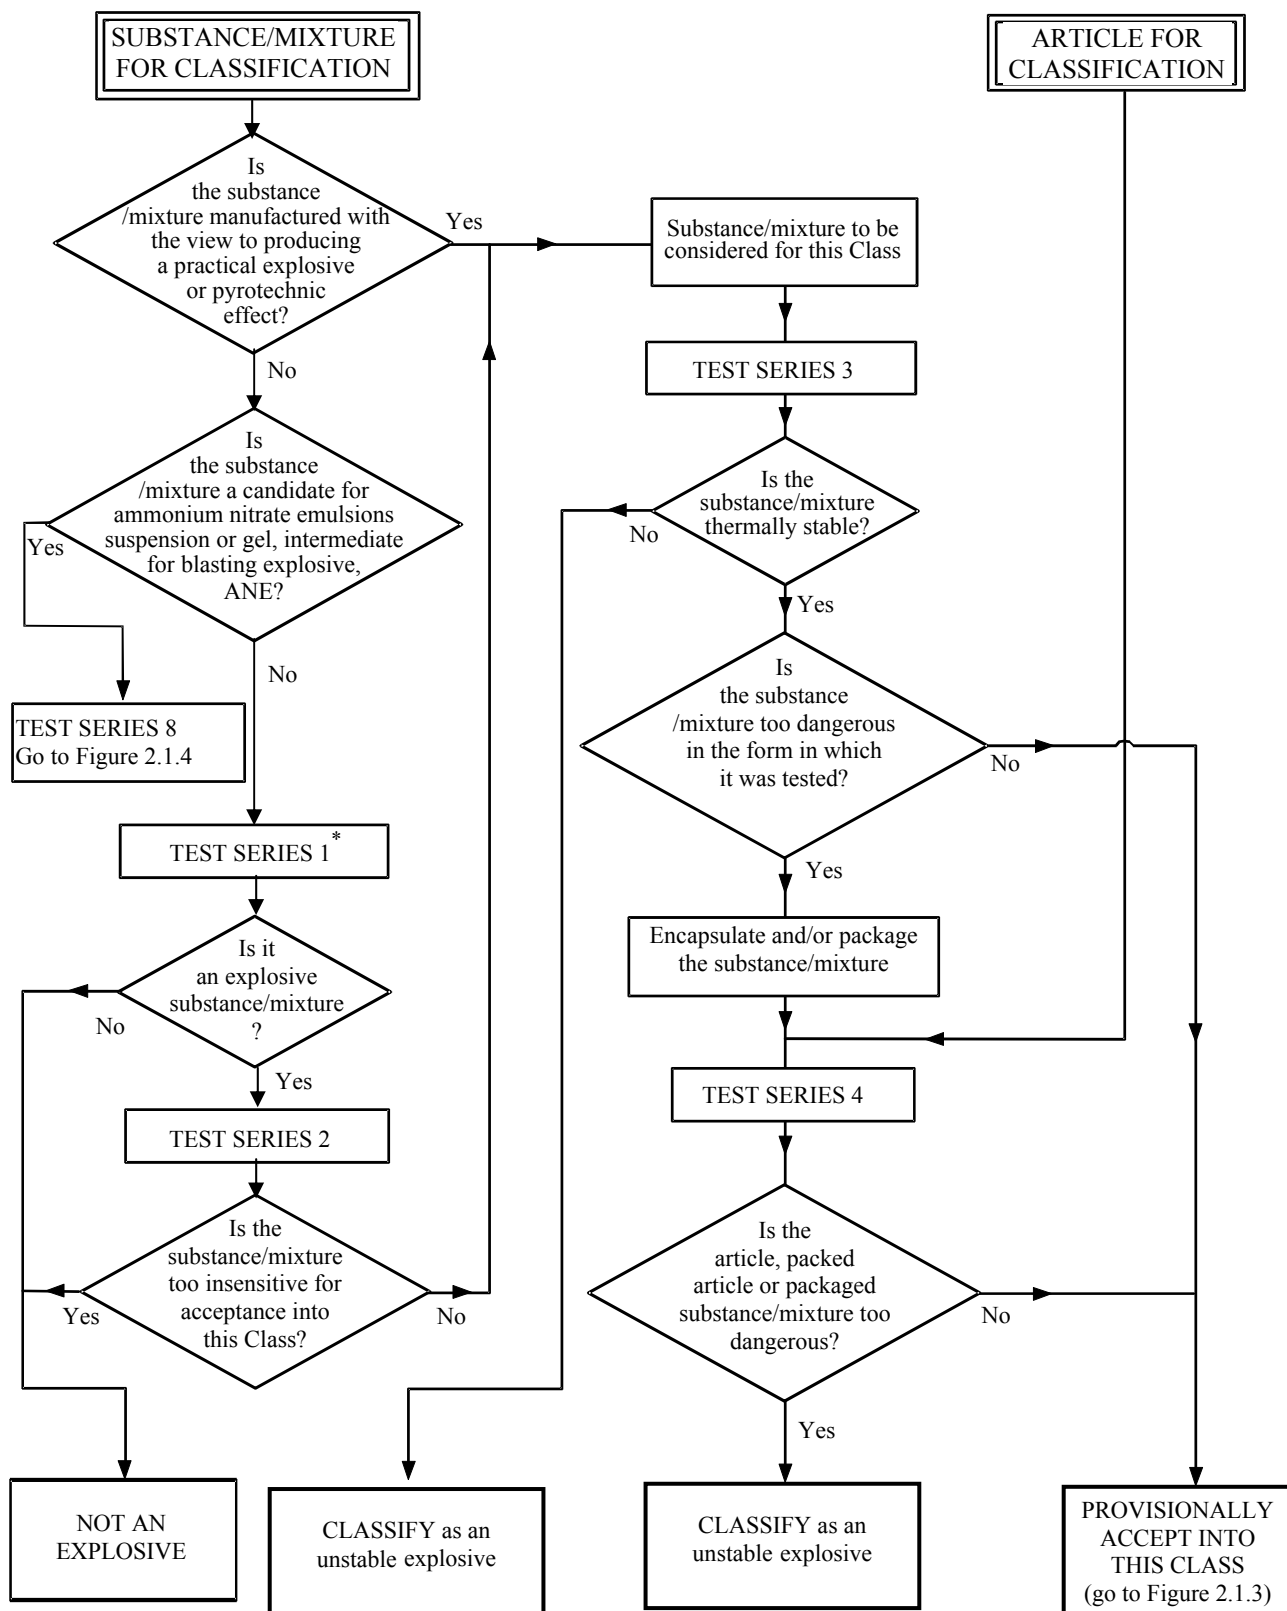 SUBSTANCE/MIXTURE
FOR CLASSIFICATION
ARTICLE FOR
CLASSIFICATION
Is
the substance
/mixture manufactured with
the view to producing
a practical explosive
or pyrotechnic
effect?
Yes
No
Substance/mixture to be
considered for this Class
TEST SERIES 3
Is
the substance
/mixture a candidate for
ammonium nitrate emulsions
suspension or gel, intermediate
for blasting explosive,
ANE?
Yes
No
Is the
substance/mixture
thermally stable?
No
Yes
TEST SERIES 8
Go to Figure 2.1.4
Is
the substance
/mixture too dangerous
in the form in which
it was tested?
No
Yes
TEST SERIES 1*
Encapsulate and/or package
the substance/mixture
Is it
an explosive
substance/mixture
?
No
Yes
TEST SERIES 4
TEST SERIES 2
Is the
substance/mixture
too insensitive for
acceptance into
this Class?
Yes
No
Is the
article, packed
article or packaged
substance/mixture too
dangerous?
No
Yes
NOT AN
EXPLOSIVE
CLASSIFY as an
unstable explosive
CLASSIFY as an
unstable explosive
PROVISIONALLY
ACCEPT INTO
THIS CLASS
(go to Figure 2.1.3)